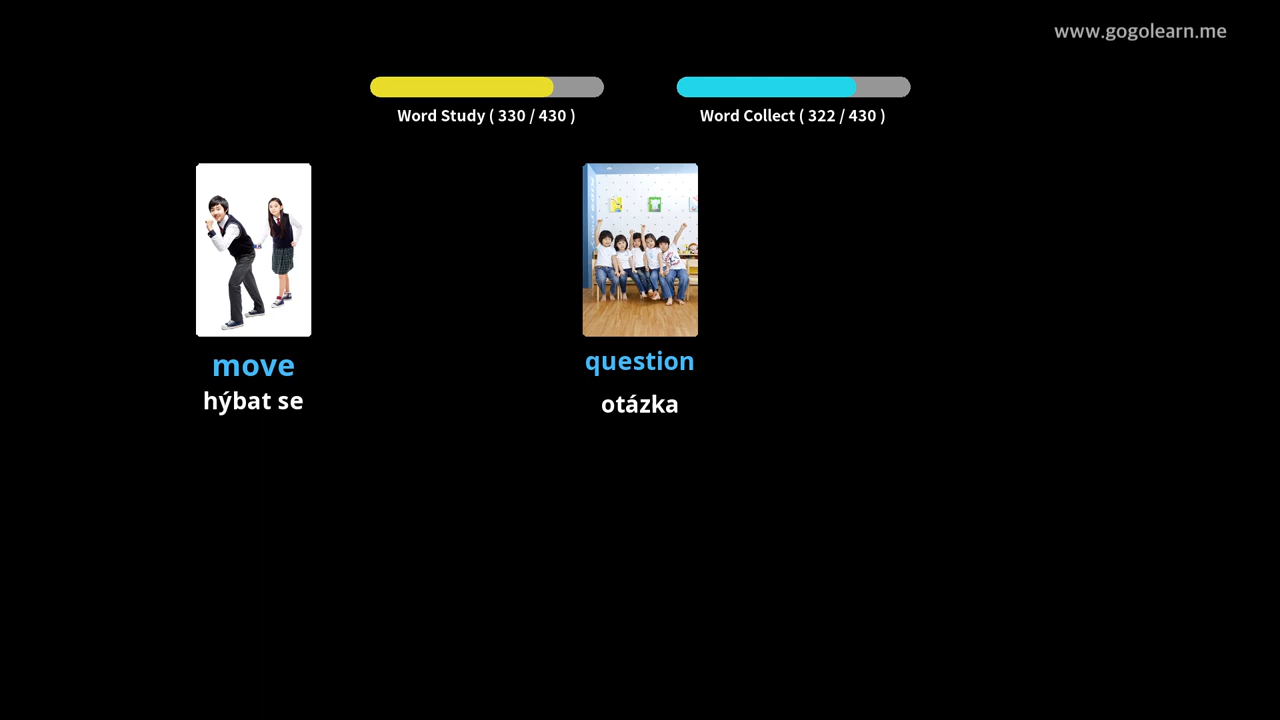 www.gogolearn.me
Word Study ( 330 / 430 )
Word Collect ( 322 / 430 )
move
hýbat se
question
otázka